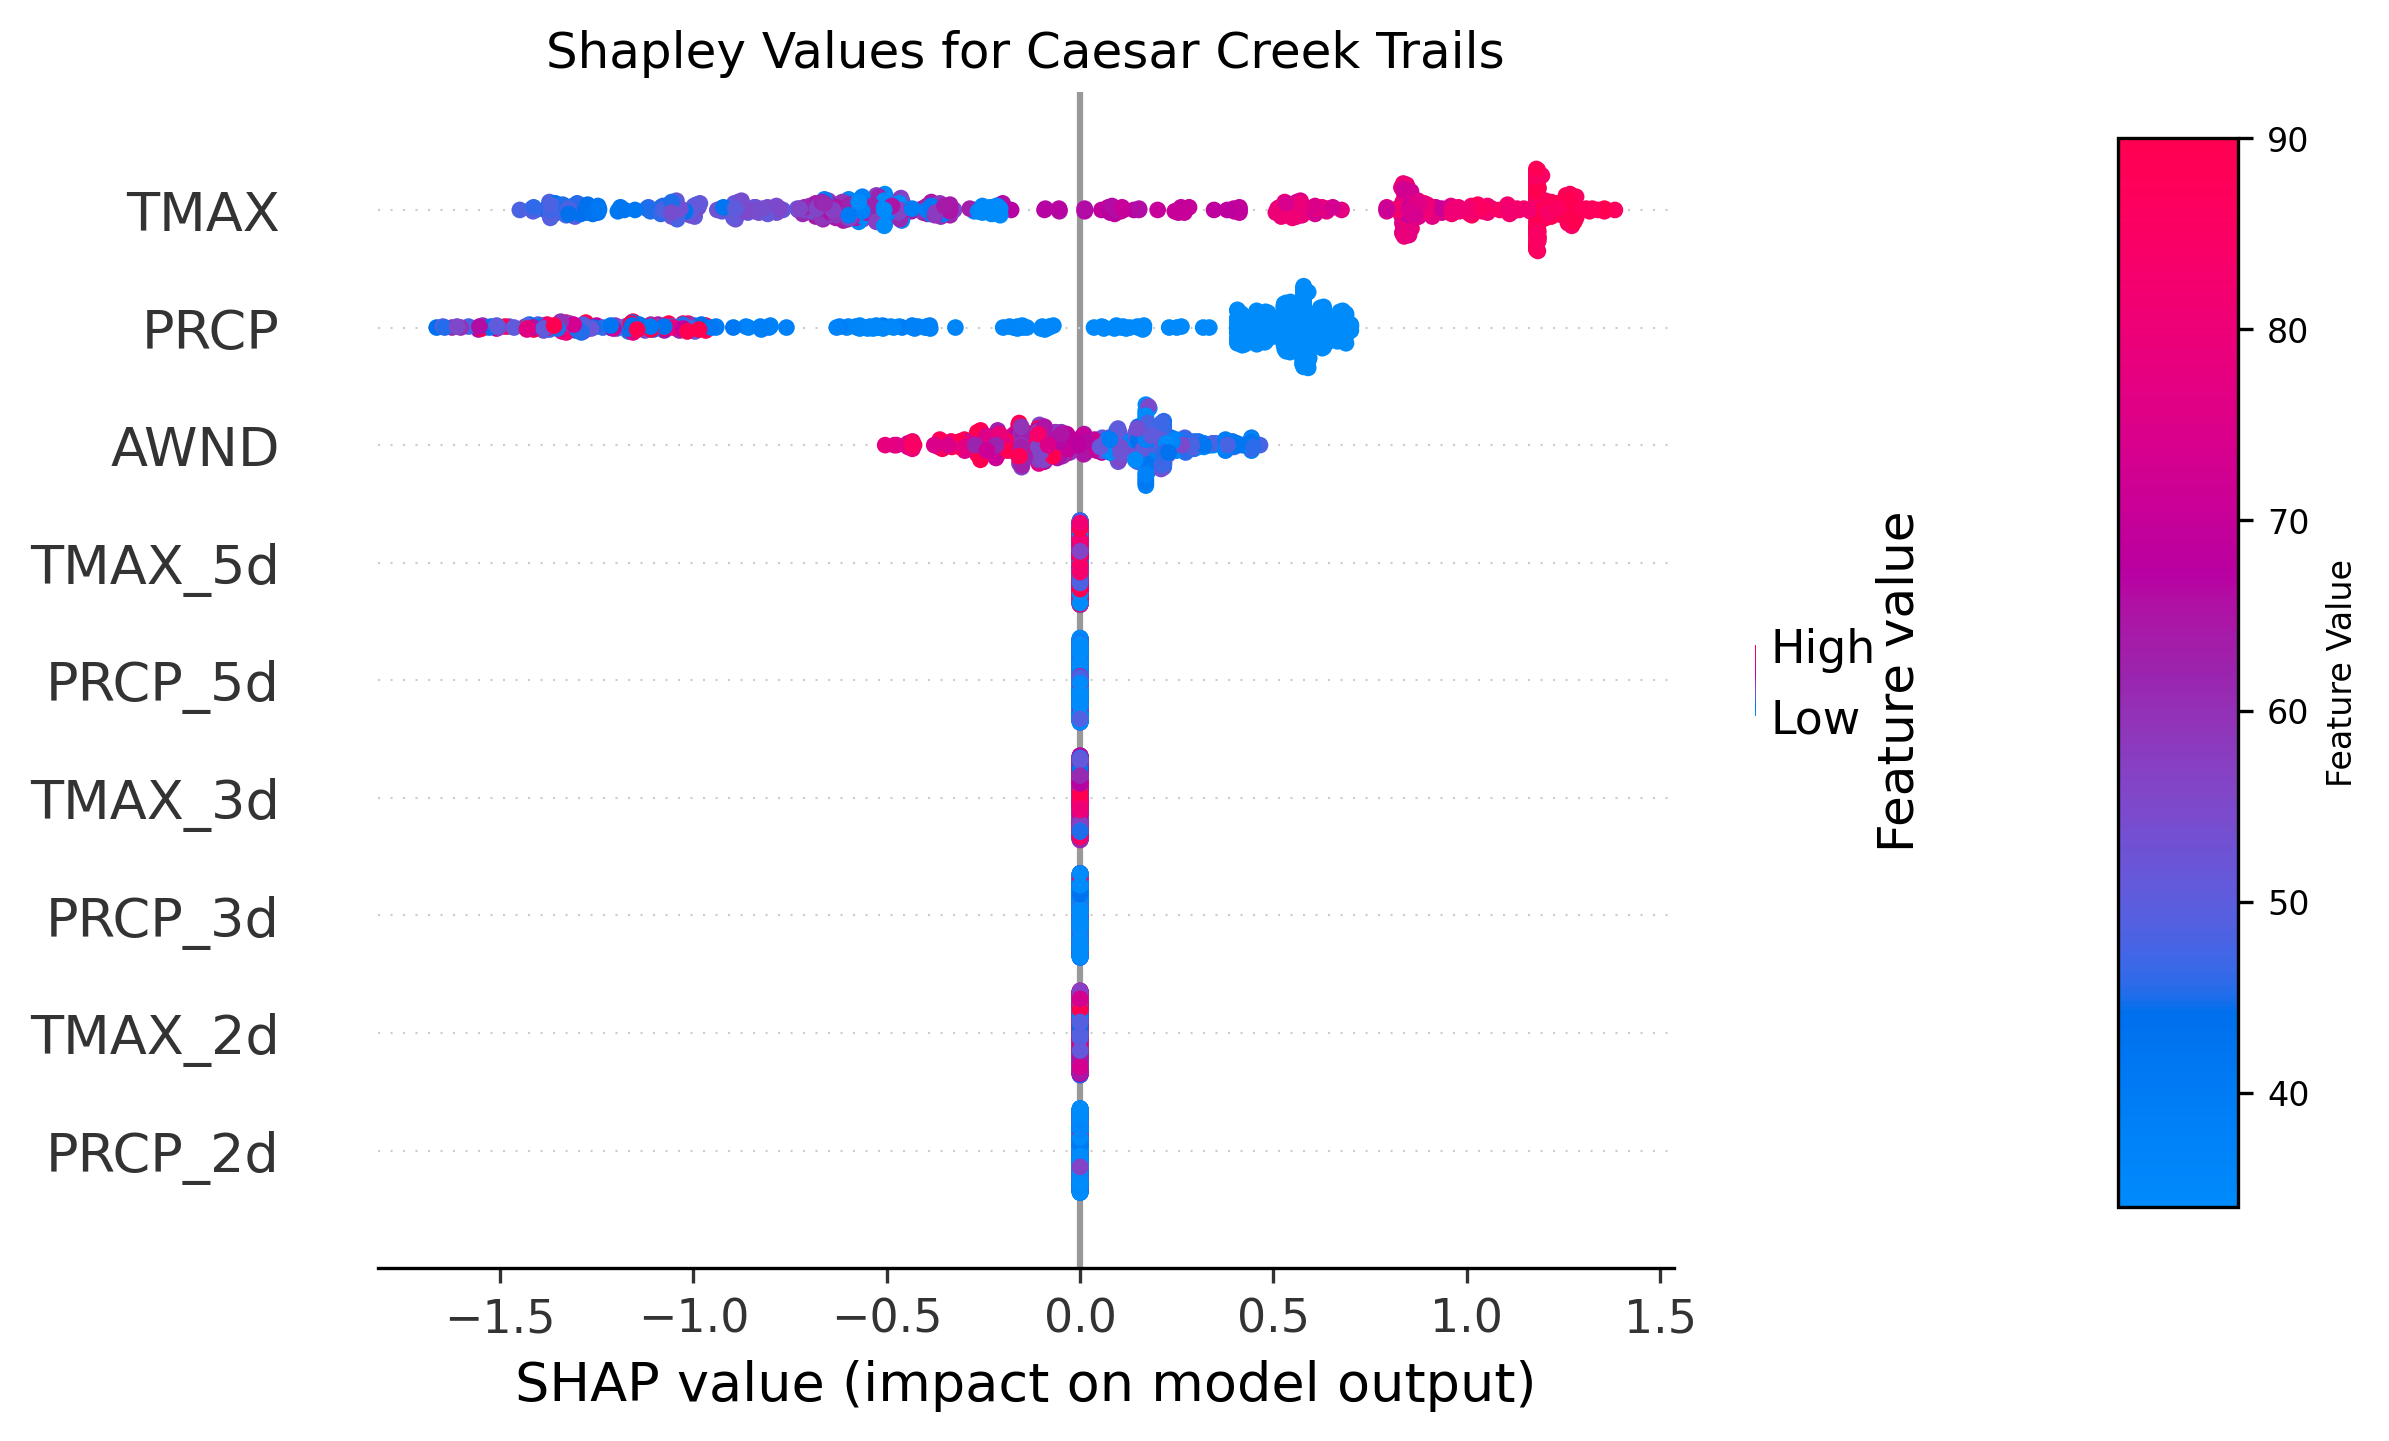 Shapley Values for Caesar Creek Trails
TMAX
PRCP
AWND
TMAX_5d
PRCP_5d
TMAX_3d
PRCP_3d
TMAX_2d
PRCP_2d
−1.5 −1.0 −0.5 0.0 0.5 1.0 1.5
SHAP value (impact on model output)
High
Low
Feature value
90
80
70
60
50
40
Feature Value